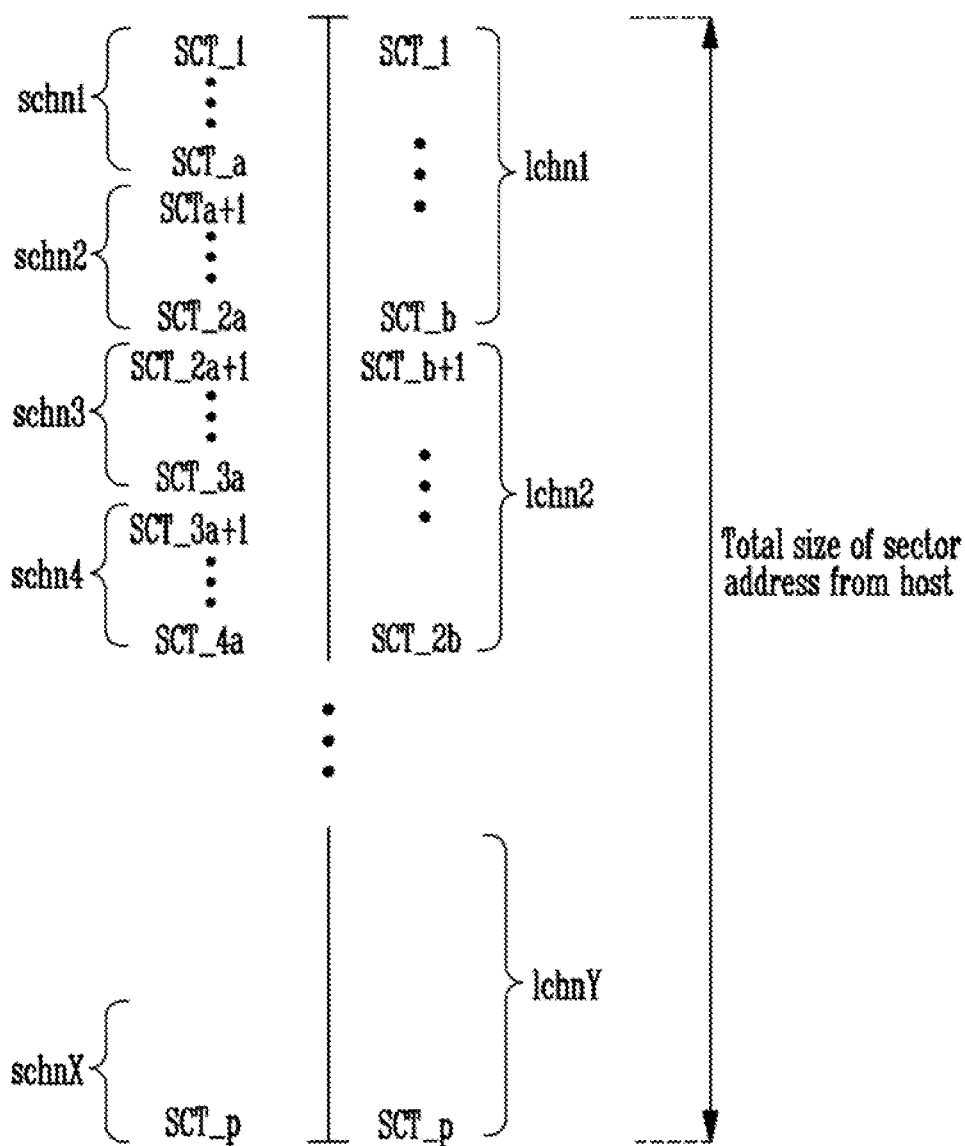 SCT_1 SCT_1
schn1
SCT_a
lchn1
SCTa+1
schn2
SCT_2a SCT_b
SCT_2a+1 SCT_b+1
schn3
SCT_3a
lchn2
SCT_3a+1
Total size of sector
address from host
schn4
SCT_4a SCT_2b
lchnY
schnX
SCT_p SCT_p